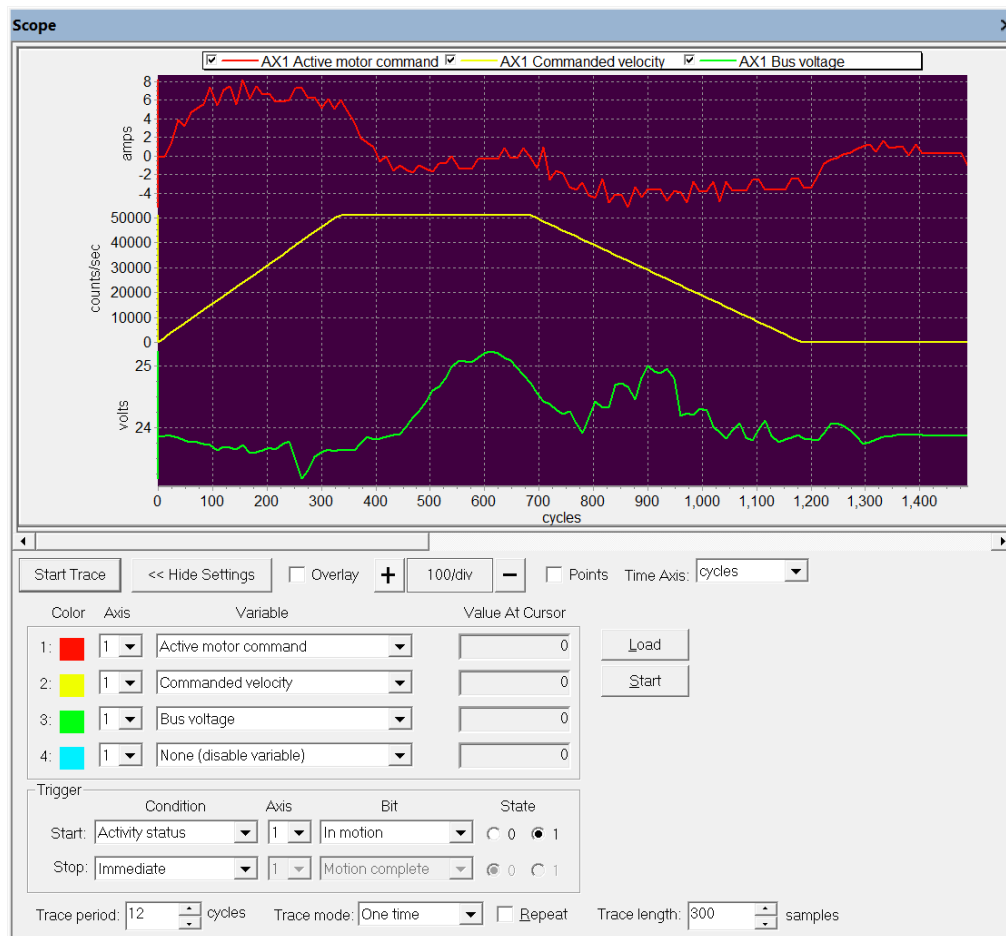 Scope
AX1 Active motor command AX1 Commanded velocity AX1 Bus voltage
8
6
4
2
0
-2
-4
amps
50000
40000
30000
20000
10000
0
counts/sec
25
24
volts
0 100 200 300 400 500 600 700 800 900 1,000 1,100 1,200 1,300 1,400
cycles
Start Trace << Hide Settings Overlay + 100/div − Points Time Axis: cycles
Color Axis Variable Value At Cursor
1: 1 Active motor command 0 Load
2: 1 Commanded velocity 0 Start
3: 1 Bus voltage 0
4: 1 None (disable variable) 0
Trigger
Condition Axis Bit State
Start: Activity status 1 In motion 0 1
Stop: Immediate 1 Motion complete 0 1
Trace period: 12 cycles Trace mode: One time Repeat Trace length: 300 samples